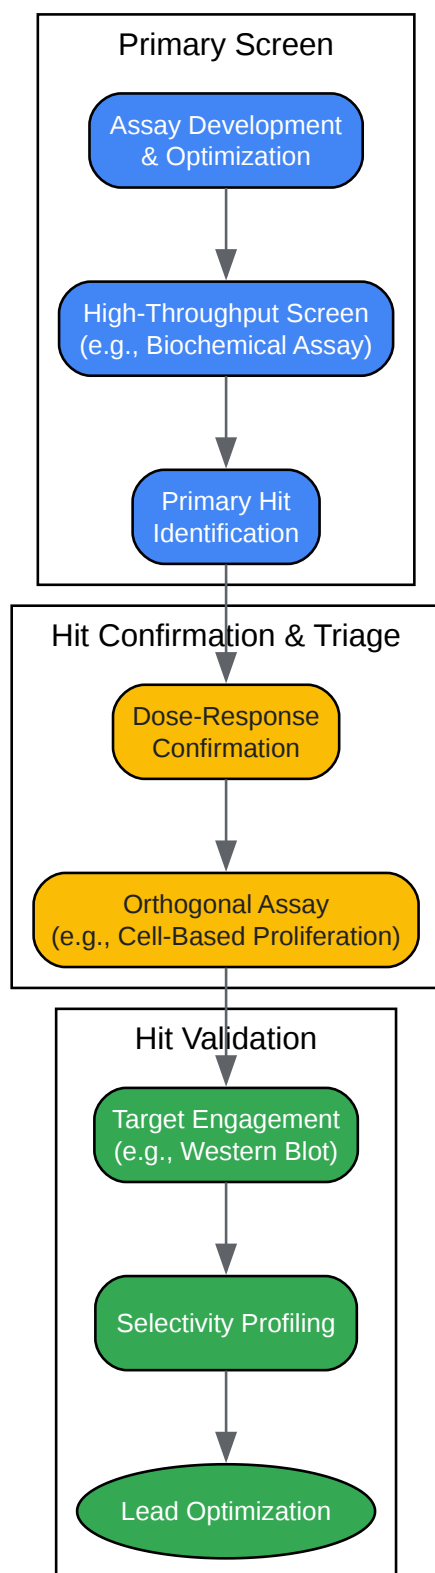 Primary Screen
Assay Development
& Optimization
High-Throughput Screen
(e.g., Biochemical Assay)
Primary Hit
Identification
Hit Confirmation & Triage
Dose-Response
Confirmation
Orthogonal Assay
(e.g., Cell-Based Proliferation)
Hit Validation
Target Engagement
(e.g., Western Blot)
Selectivity Profiling
Lead Optimization